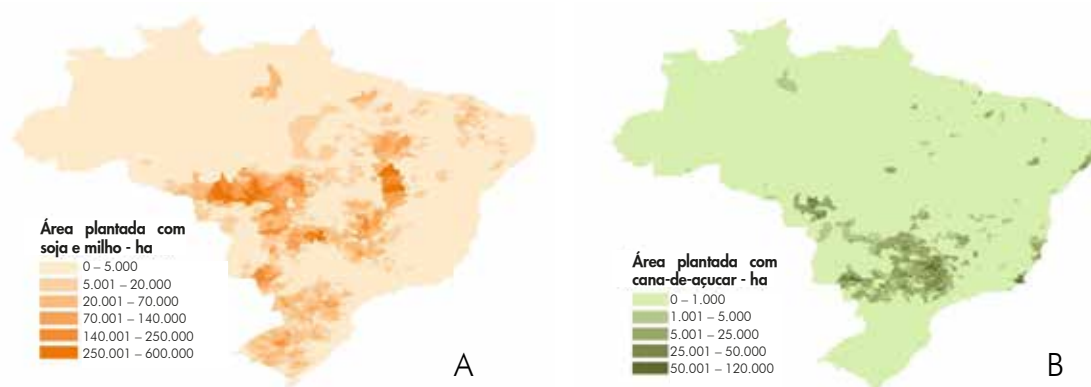 Área plantada com
soja e milho - ha
0 – 5.000
5.001 – 20.000
20.001 – 70.000
70.001 – 140.000
140.001 – 250.000
250.001 – 600.000
A
Área plantada com
cana-de-açucar - ha
0 – 1.000
1.001 – 5.000
5.001 – 25.000
25.001 – 50.000
50.001 – 120.000
B